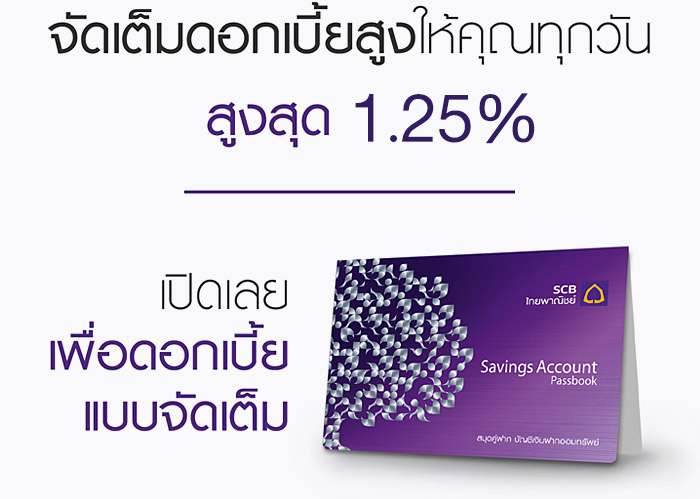 จัดเต็มดอกเบี้ยสูงให้คุณทุกวัน
สูงสุด 1.25%
เปิดเลย
เพื่อดอกเบี้ย
แบบจัดเต็ม
SCB
ไทยพาณิชย์
Savings Account
Passbook
สมุดคู่ฝาก บัญชีเงินฝากออมทรัพย์